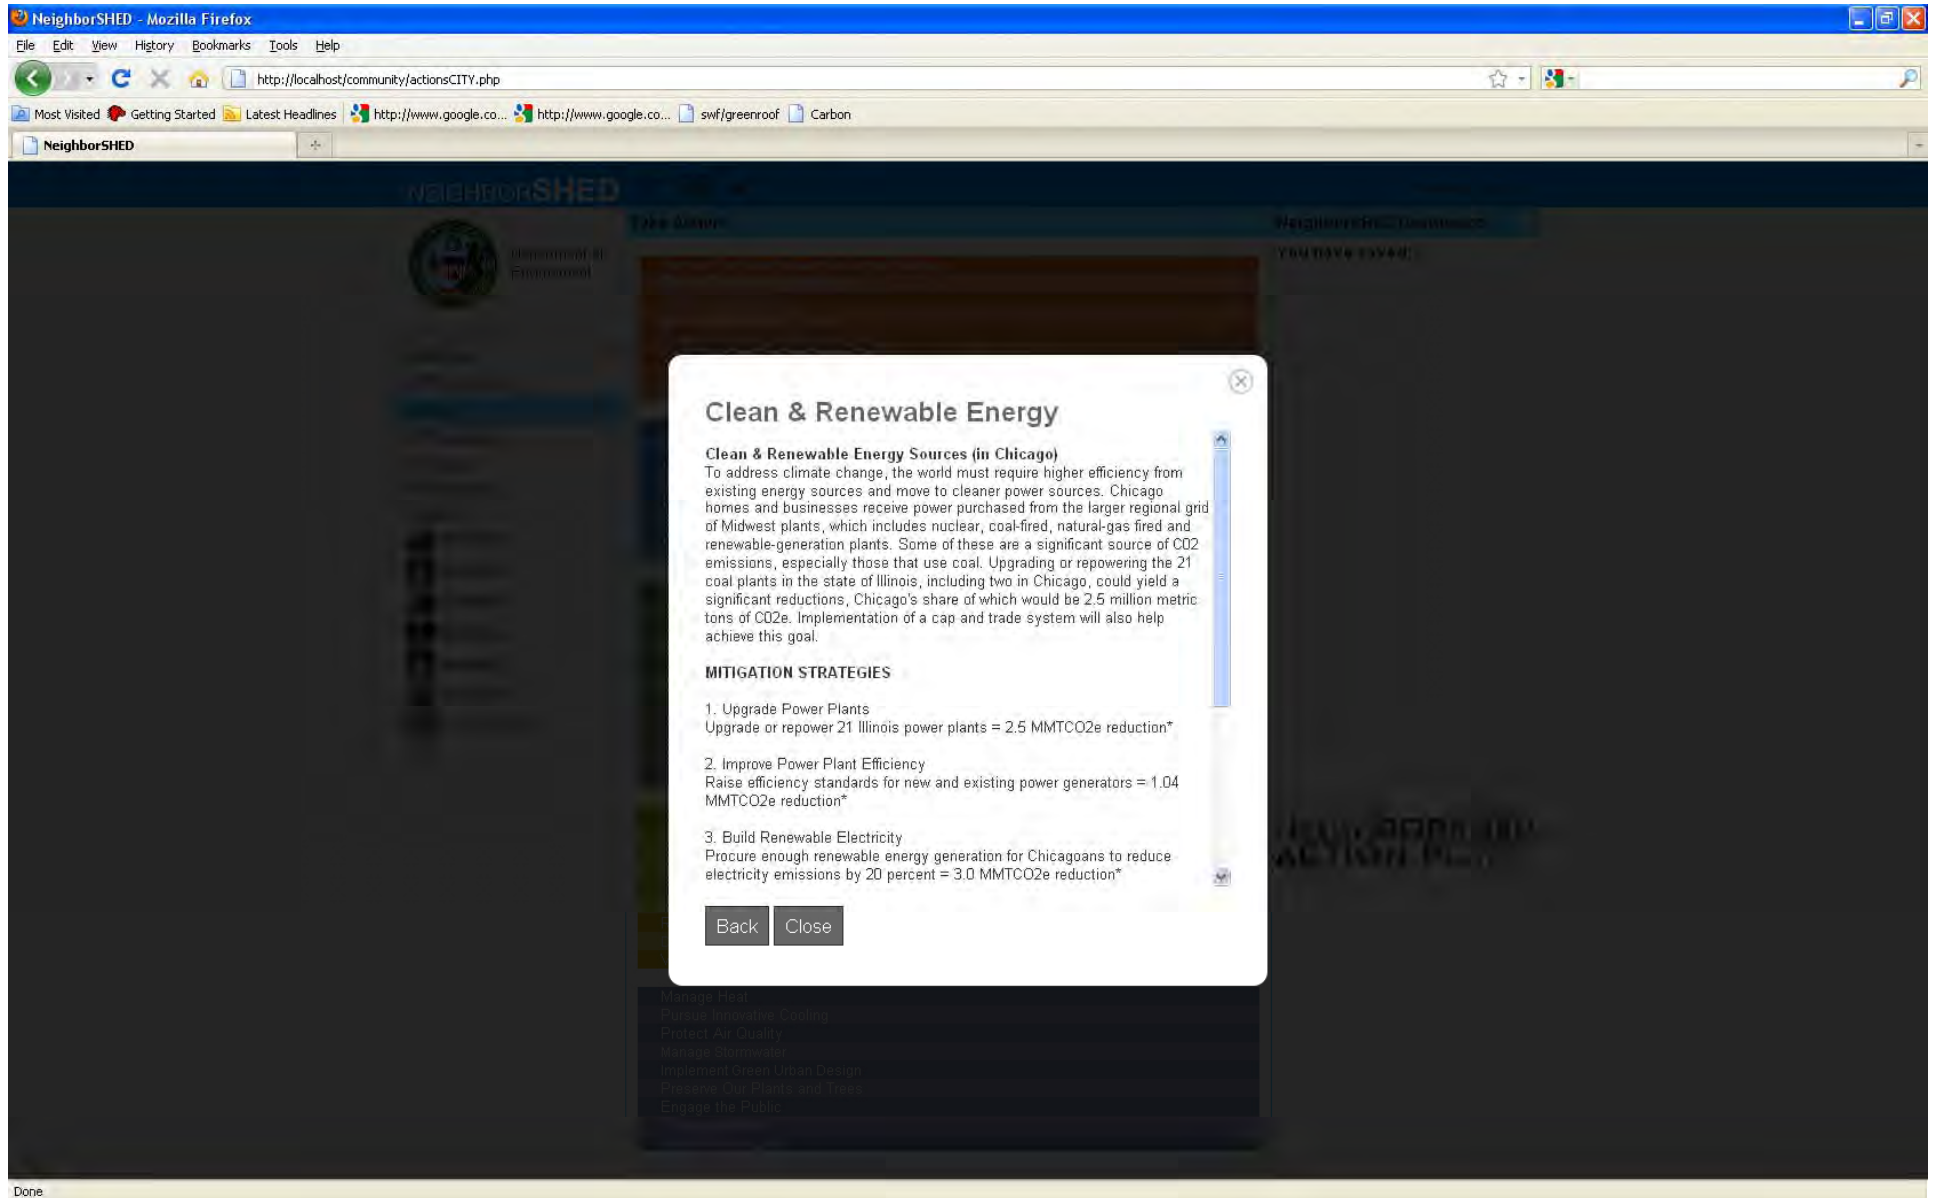 NeighborSHED - Mozilla Firefox
File Edit View History Bookmarks Tools Help
http://localhost/community/actionsCITY.php
Most Visited Getting Started Latest Headlines http://www.google.co... http://www.google.co... swf/greenroof Carbon
NeighborSHED
NEIGHBORSHED
Take Action
You have saved:
Department of
Environment
Clean & Renewable Energy
Clean & Renewable Energy Sources (in Chicago)
To address climate change, the world must require higher efficiency from
existing energy sources and move to cleaner power sources. Chicago
homes and businesses receive power purchased from the larger regional grid
of Midwest plants, which includes nuclear, coal-fired, natural-gas fired and
renewable-generation plants. Some of these are a significant source of C02
emissions, especially those that use coal. Upgrading or repowering the 21
coal plants in the state of Illinois, including two in Chicago, could yield a
significant reductions, Chicago's share of which would be 2.5 million metric
tons of C02e. Implementation of a cap and trade system will also help
achieve this goal.
MITIGATION STRATEGIES
1. Upgrade Power Plants
Upgrade or repower 21 Illinois power plants = 2.5 MMTCO2e reduction*
2. Improve Power Plant Efficiency
Raise efficiency standards for new and existing power generators = 1.04
MMTCO2e reduction*
3. Build Renewable Electricity
Procure enough renewable energy generation for Chicagoans to reduce
electricity emissions by 20 percent = 3.0 MMTCO2e reduction*
Back Close
Manage Heat
Pursue Innovative Cooling
Protect Air Quality
Manage Stormwater
Implement Green Urban Design
Preserve Our Plants and Trees
Engage the Public
Done